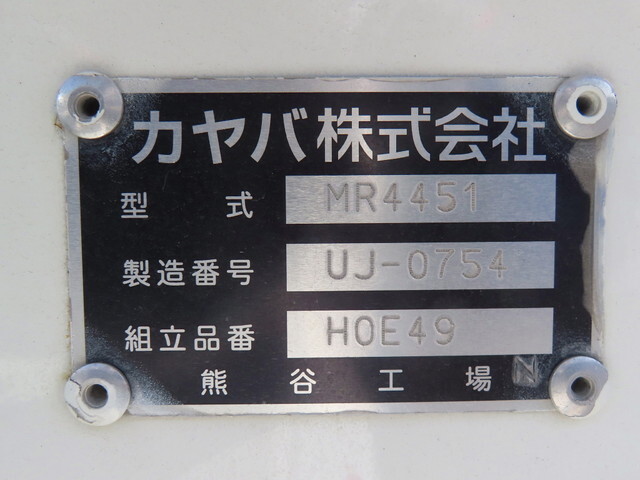 カヤバ株式会社
型式 MR4451
製造番号 UJ-0754
組立品番 H0E49
熊谷工場 N